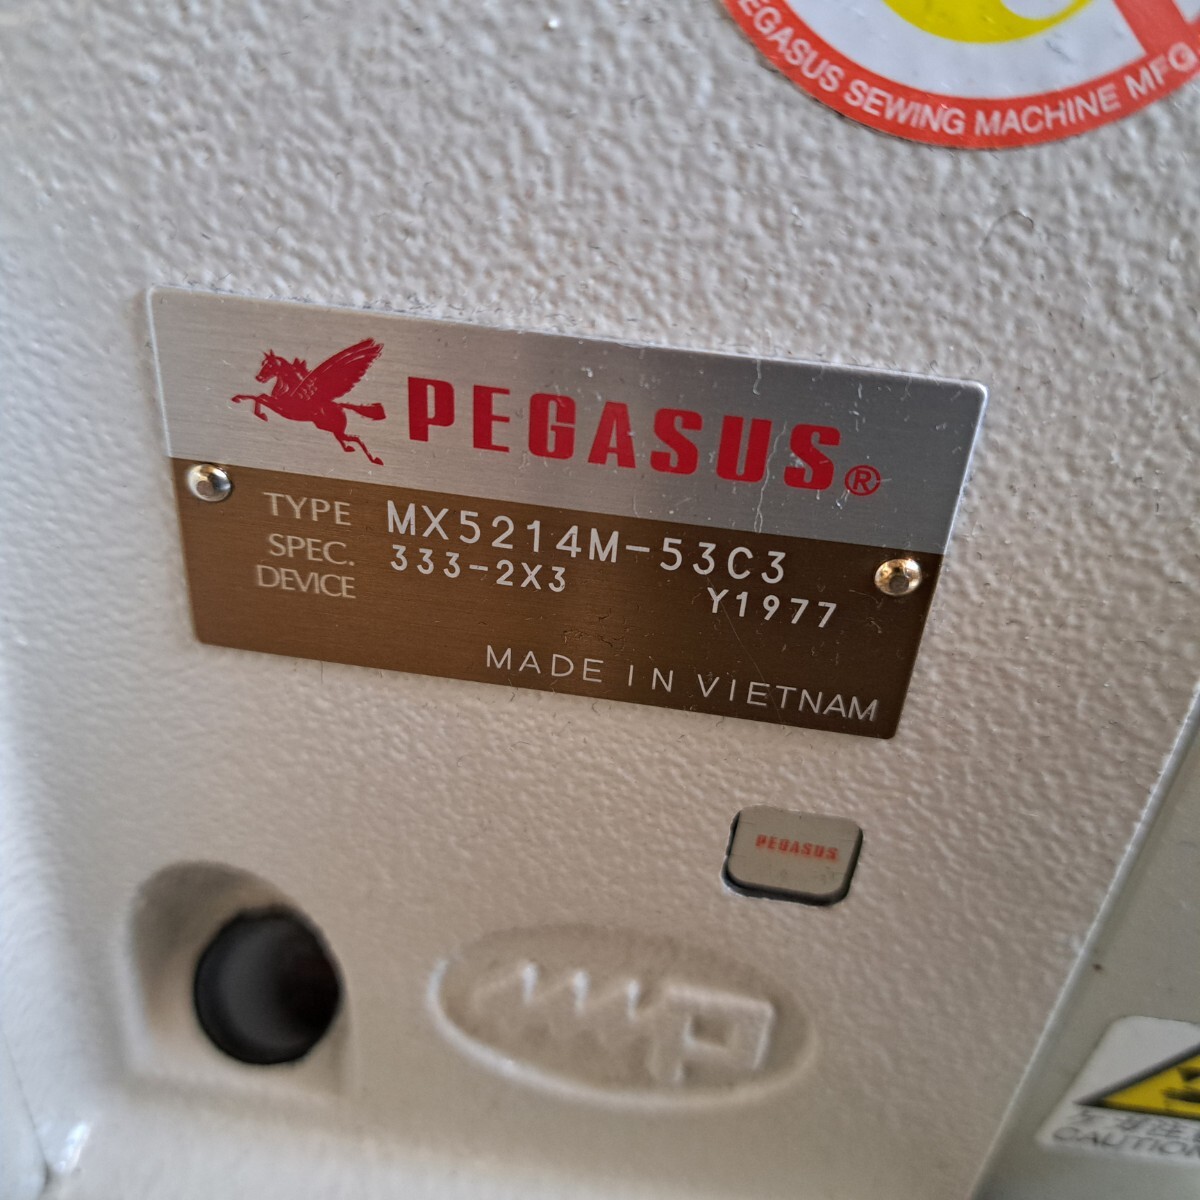 PEGASUS SEWING MACHINE MFG
PEGASUS®
TYPE MX5214M-53C3
SPEC. 333-2X3
DEVICE Y1977
MADE IN VIETNAM
PEGASUS
CAUTION